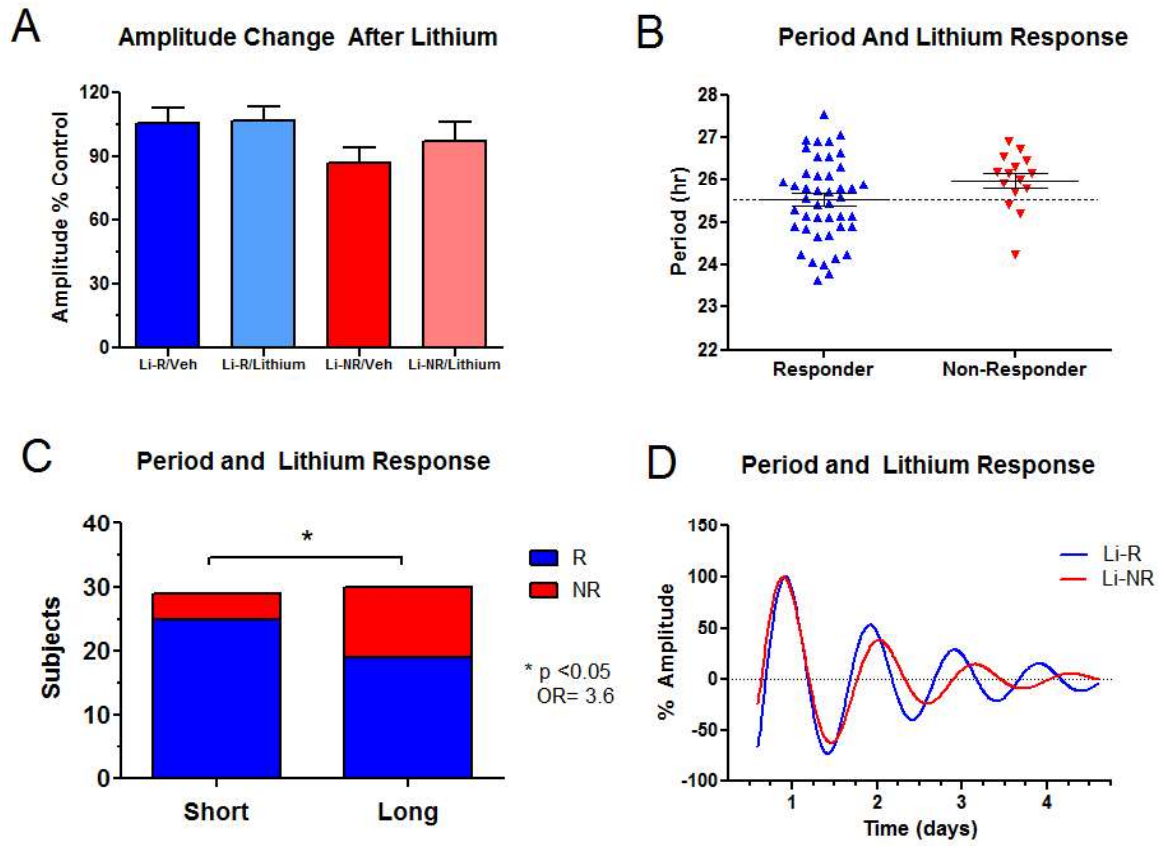 A
Amplitude Change After Lithium
Amplitude % Control
120
90
60
30
0
Li-R/Veh
Li-R/Lithium
Li-NR/Veh
Li-NR/Lithium
B
Period And Lithium Response
Period (hr)
28
27
26
25
24
23
22
Responder
Non-Responder
C
Period and Lithium Response
Subjects
40
30
20
10
0
*
Short
Long
R
NR
* p <0.05
OR= 3.6
D
Period and Lithium Response
% Amplitude
150
100
50
0
-50
-100
1
2
3
4
Time (days)
Li-R
Li-NR